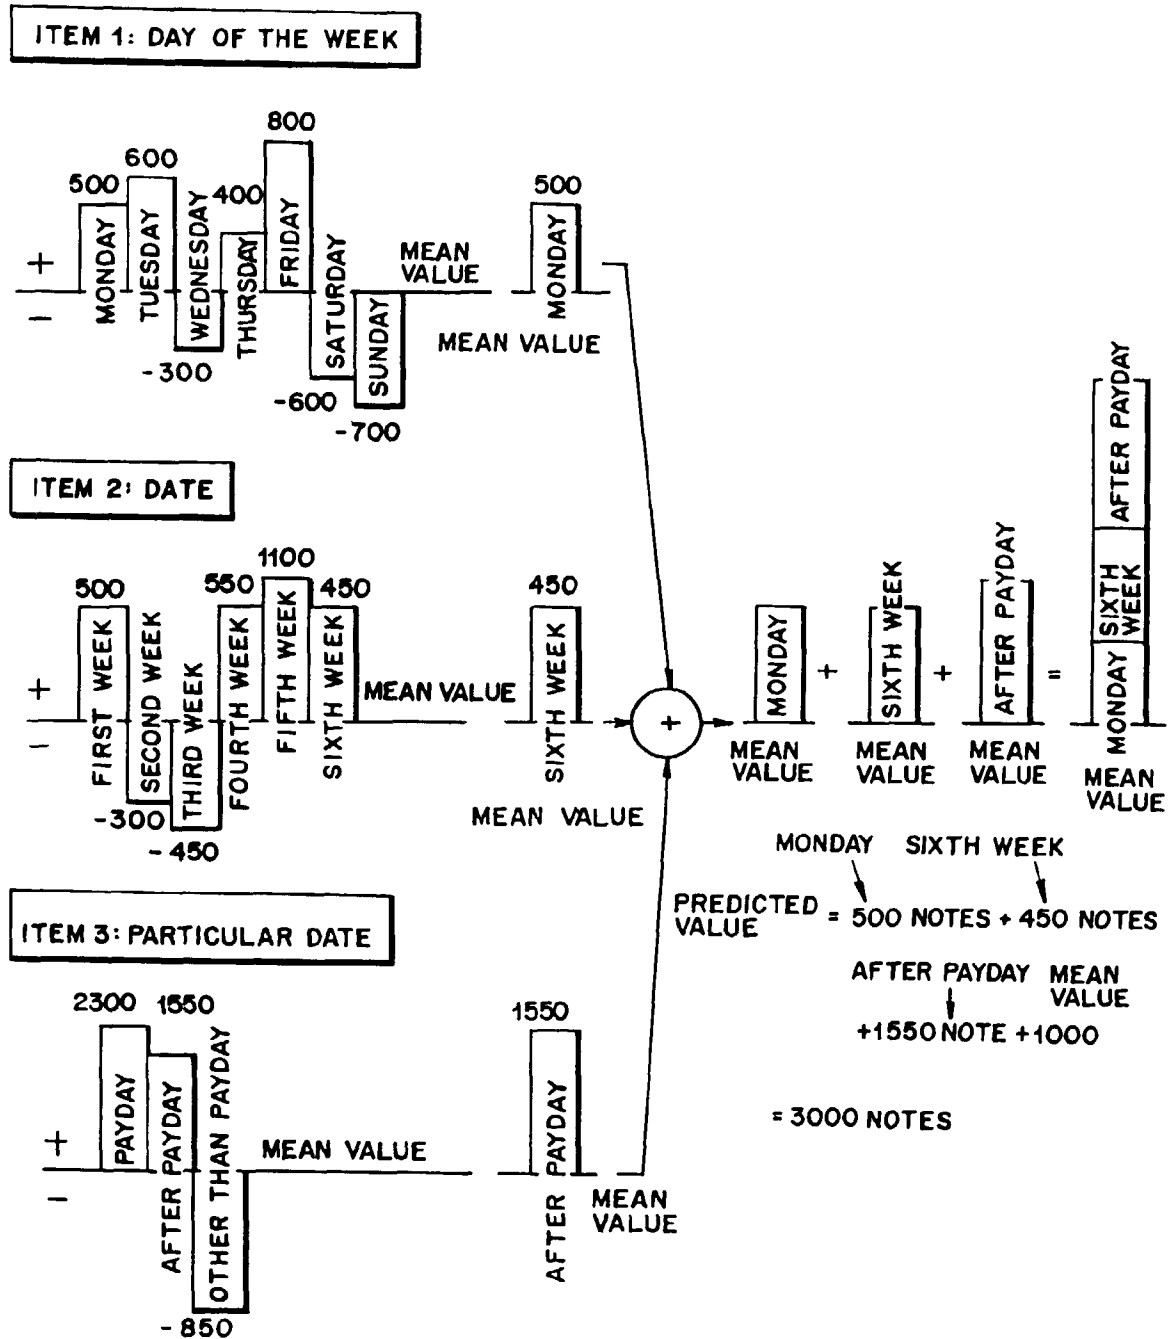 ITEM 1: DAY OF THE WEEK
800
600
500
400
500
MONDAY
TUESDAY
WEDNESDAY
THURSDAY
FRIDAY
SATURDAY
SUNDAY
MEAN
VALUE
MONDAY
+
−
MEAN VALUE
-300
-600
-700
ITEM 2: DATE
500
550
1100
450
450
FIRST WEEK
SECOND WEEK
THIRD WEEK
FOURTH WEEK
FIFTH WEEK
SIXTH WEEK
MEAN VALUE
SIXTH WEEK
+
−
-300
-450
MEAN VALUE
+
MONDAY
+
SIXTH WEEK
+
AFTER PAYDAY
=
AFTER PAYDAY
SIXTH
WEEK
MONDAY
MEAN
VALUE
MEAN
VALUE
MEAN
VALUE
MEAN
VALUE
MONDAY SIXTH WEEK
PREDICTED
VALUE
= 500 NOTES + 450 NOTES
AFTER PAYDAY MEAN
VALUE
+1550 NOTE +1000
= 3000 NOTES
ITEM 3: PARTICULAR DATE
2300
1550
1550
PAYDAY
AFTER PAYDAY
OTHER THAN PAYDAY
MEAN VALUE
AFTER PAYDAY
+
−
MEAN
VALUE
-850